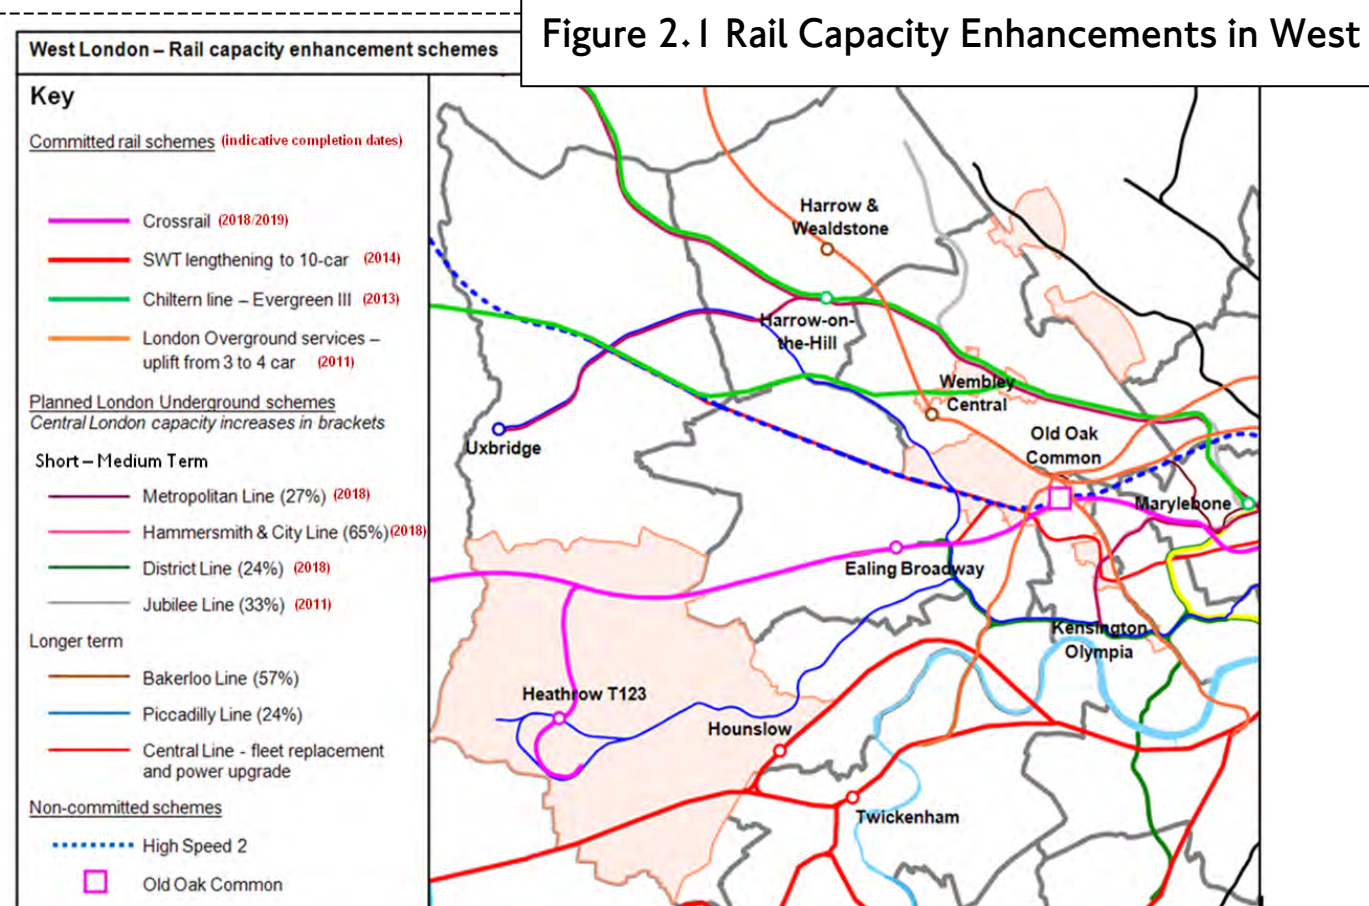 Figure 2.1 Rail Capacity Enhancements in West
West London – Rail capacity enhancement schemes
Key
Committed rail schemes (indicative completion dates)
Crossrail (2018/2019)
SWT lengthening to 10-car (2014)
Chiltern line – Evergreen III (2013)
London Overground services –
uplift from 3 to 4 car (2011)
Planned London Underground schemes
Central London capacity increases in brackets
Short – Medium Term
Metropolitan Line (27%) (2018)
Hammersmith & City Line (65%) (2018)
District Line (24%) (2018)
Jubilee Line (33%) (2011)
Longer term
Bakerloo Line (57%)
Piccadilly Line (24%)
Central Line - fleet replacement
and power upgrade
Non-committed schemes
High Speed 2
Old Oak Common
Harrow &
Wealdstone
Harrow-on-
the-Hill
Wembley
Central
Uxbridge
Old Oak
Common
Marylebone
Ealing Broadway
Kensington
Olympia
Heathrow T123
Hounslow
Twickenham